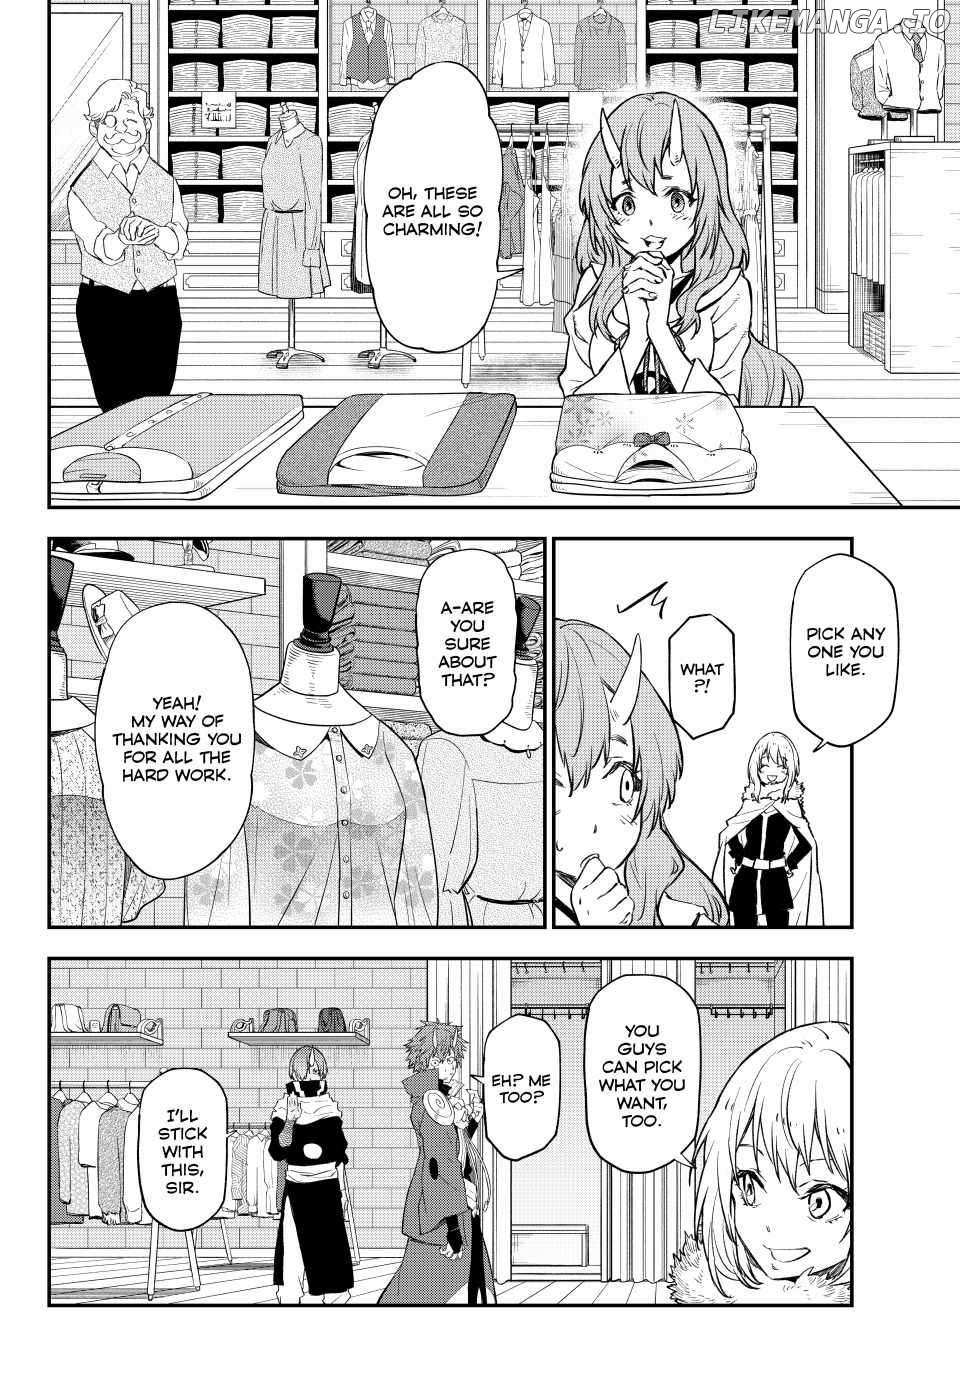 LIKEMANGA.IO
OH, THESE
ARE ALL SO
CHARMING!
PICK ANY
ONE YOU
LIKE.
WHAT
?!
A-ARE
YOU
SURE
ABOUT
THAT?
YEAH!
MY WAY OF
THANKING YOU
FOR ALL THE
HARD WORK.
YOU
GUYS
CAN PICK
WHAT YOU
WANT,
TOO.
EH? ME
TOO?
I'LL
STICK
WITH
THIS,
SIR.